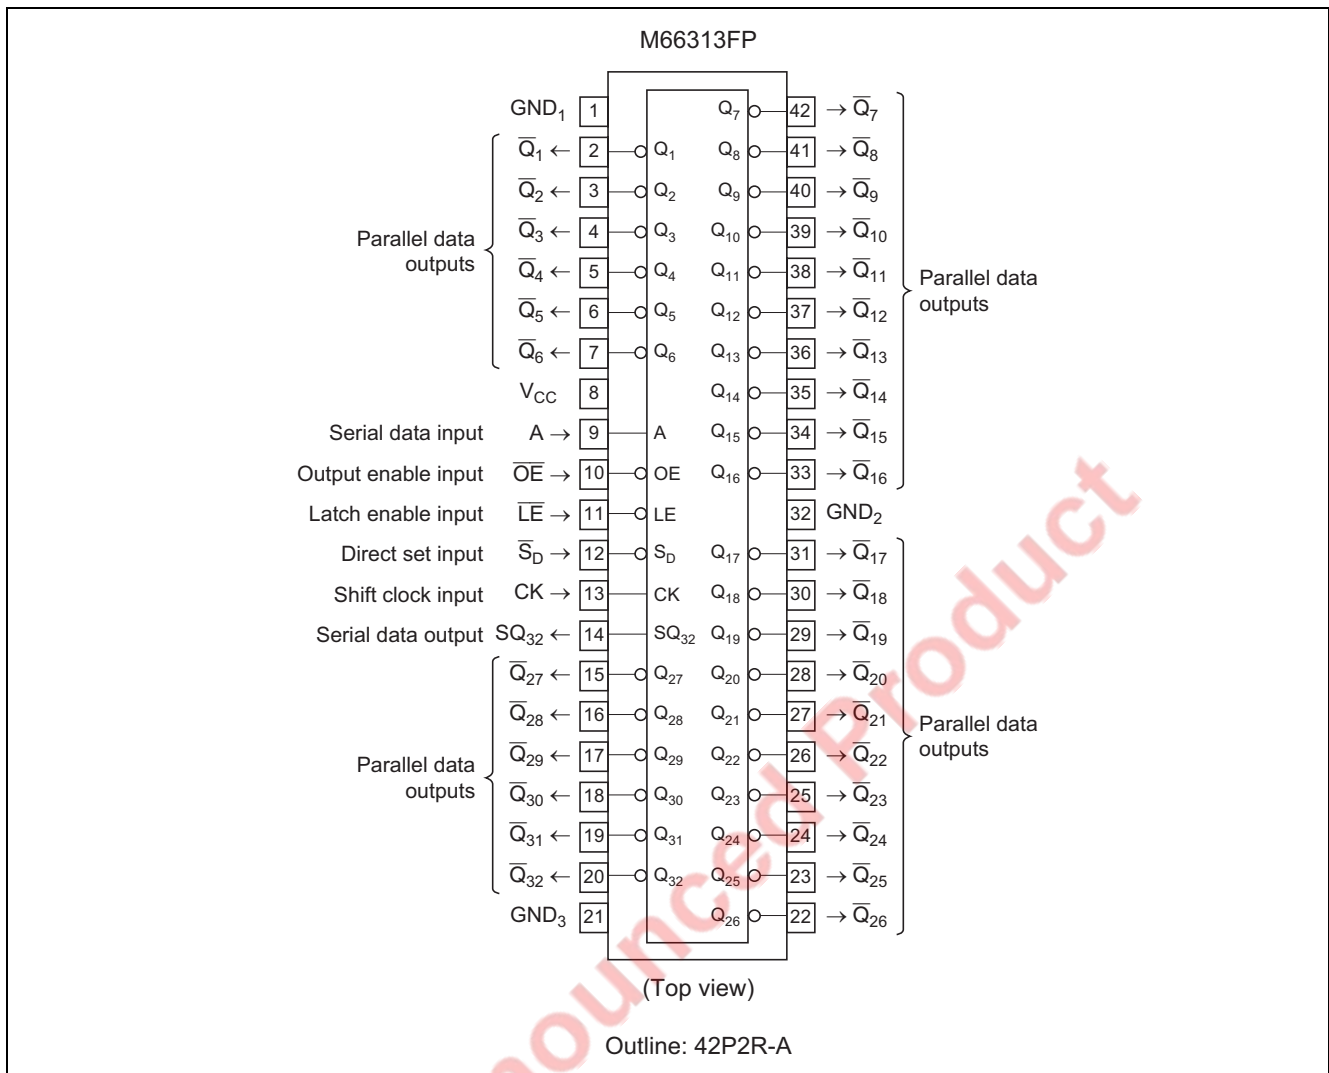 M66313FP
GND₁ 1 Q₇ 42 → Q̅₇
Q̅₁ ← 2 Q₁ Q₈ 41 → Q̅₈
Q̅₂ ← 3 Q₂ Q₉ 40 → Q̅₉
Q̅₃ ← 4 Q₃ Q₁₀ 39 → Q̅₁₀
Parallel data outputs
Q̅₄ ← 5 Q₄ Q₁₁ 38 → Q̅₁₁
Parallel data outputs
Q̅₅ ← 6 Q₅ Q₁₂ 37 → Q̅₁₂
Q̅₆ ← 7 Q₆ Q₁₃ 36 → Q̅₁₃
V_CC 8 Q₁₄ 35 → Q̅₁₄
Serial data input A → 9 A Q₁₅ 34 → Q̅₁₅
Output enable input O̅E̅ → 10 OE Q₁₆ 33 → Q̅₁₆
Latch enable input L̅E̅ → 11 LE 32 GND₂
Direct set input S̅_D → 12 S_D Q₁₇ 31 → Q̅₁₇
Shift clock input CK → 13 CK Q₁₈ 30 → Q̅₁₈
Serial data output SQ₃₂ ← 14 SQ₃₂ Q₁₉ 29 → Q̅₁₉
Q̅₂₇ ← 15 Q₂₇ Q₂₀ 28 → Q̅₂₀
Q̅₂₈ ← 16 Q₂₈ Q₂₁ 27 → Q̅₂₁
Parallel data outputs
Q̅₂₉ ← 17 Q₂₉ Q₂₂ 26 → Q̅₂₂
Parallel data outputs
Q̅₃₀ ← 18 Q₃₀ Q₂₃ 25 → Q̅₂₃
Q̅₃₁ ← 19 Q₃₁ Q₂₄ 24 → Q̅₂₄
Q̅₃₂ ← 20 Q₃₂ Q₂₅ 23 → Q̅₂₅
GND₃ 21 Q₂₆ 22 → Q̅₂₆
(Top view)
Outline: 42P2R-A
Product